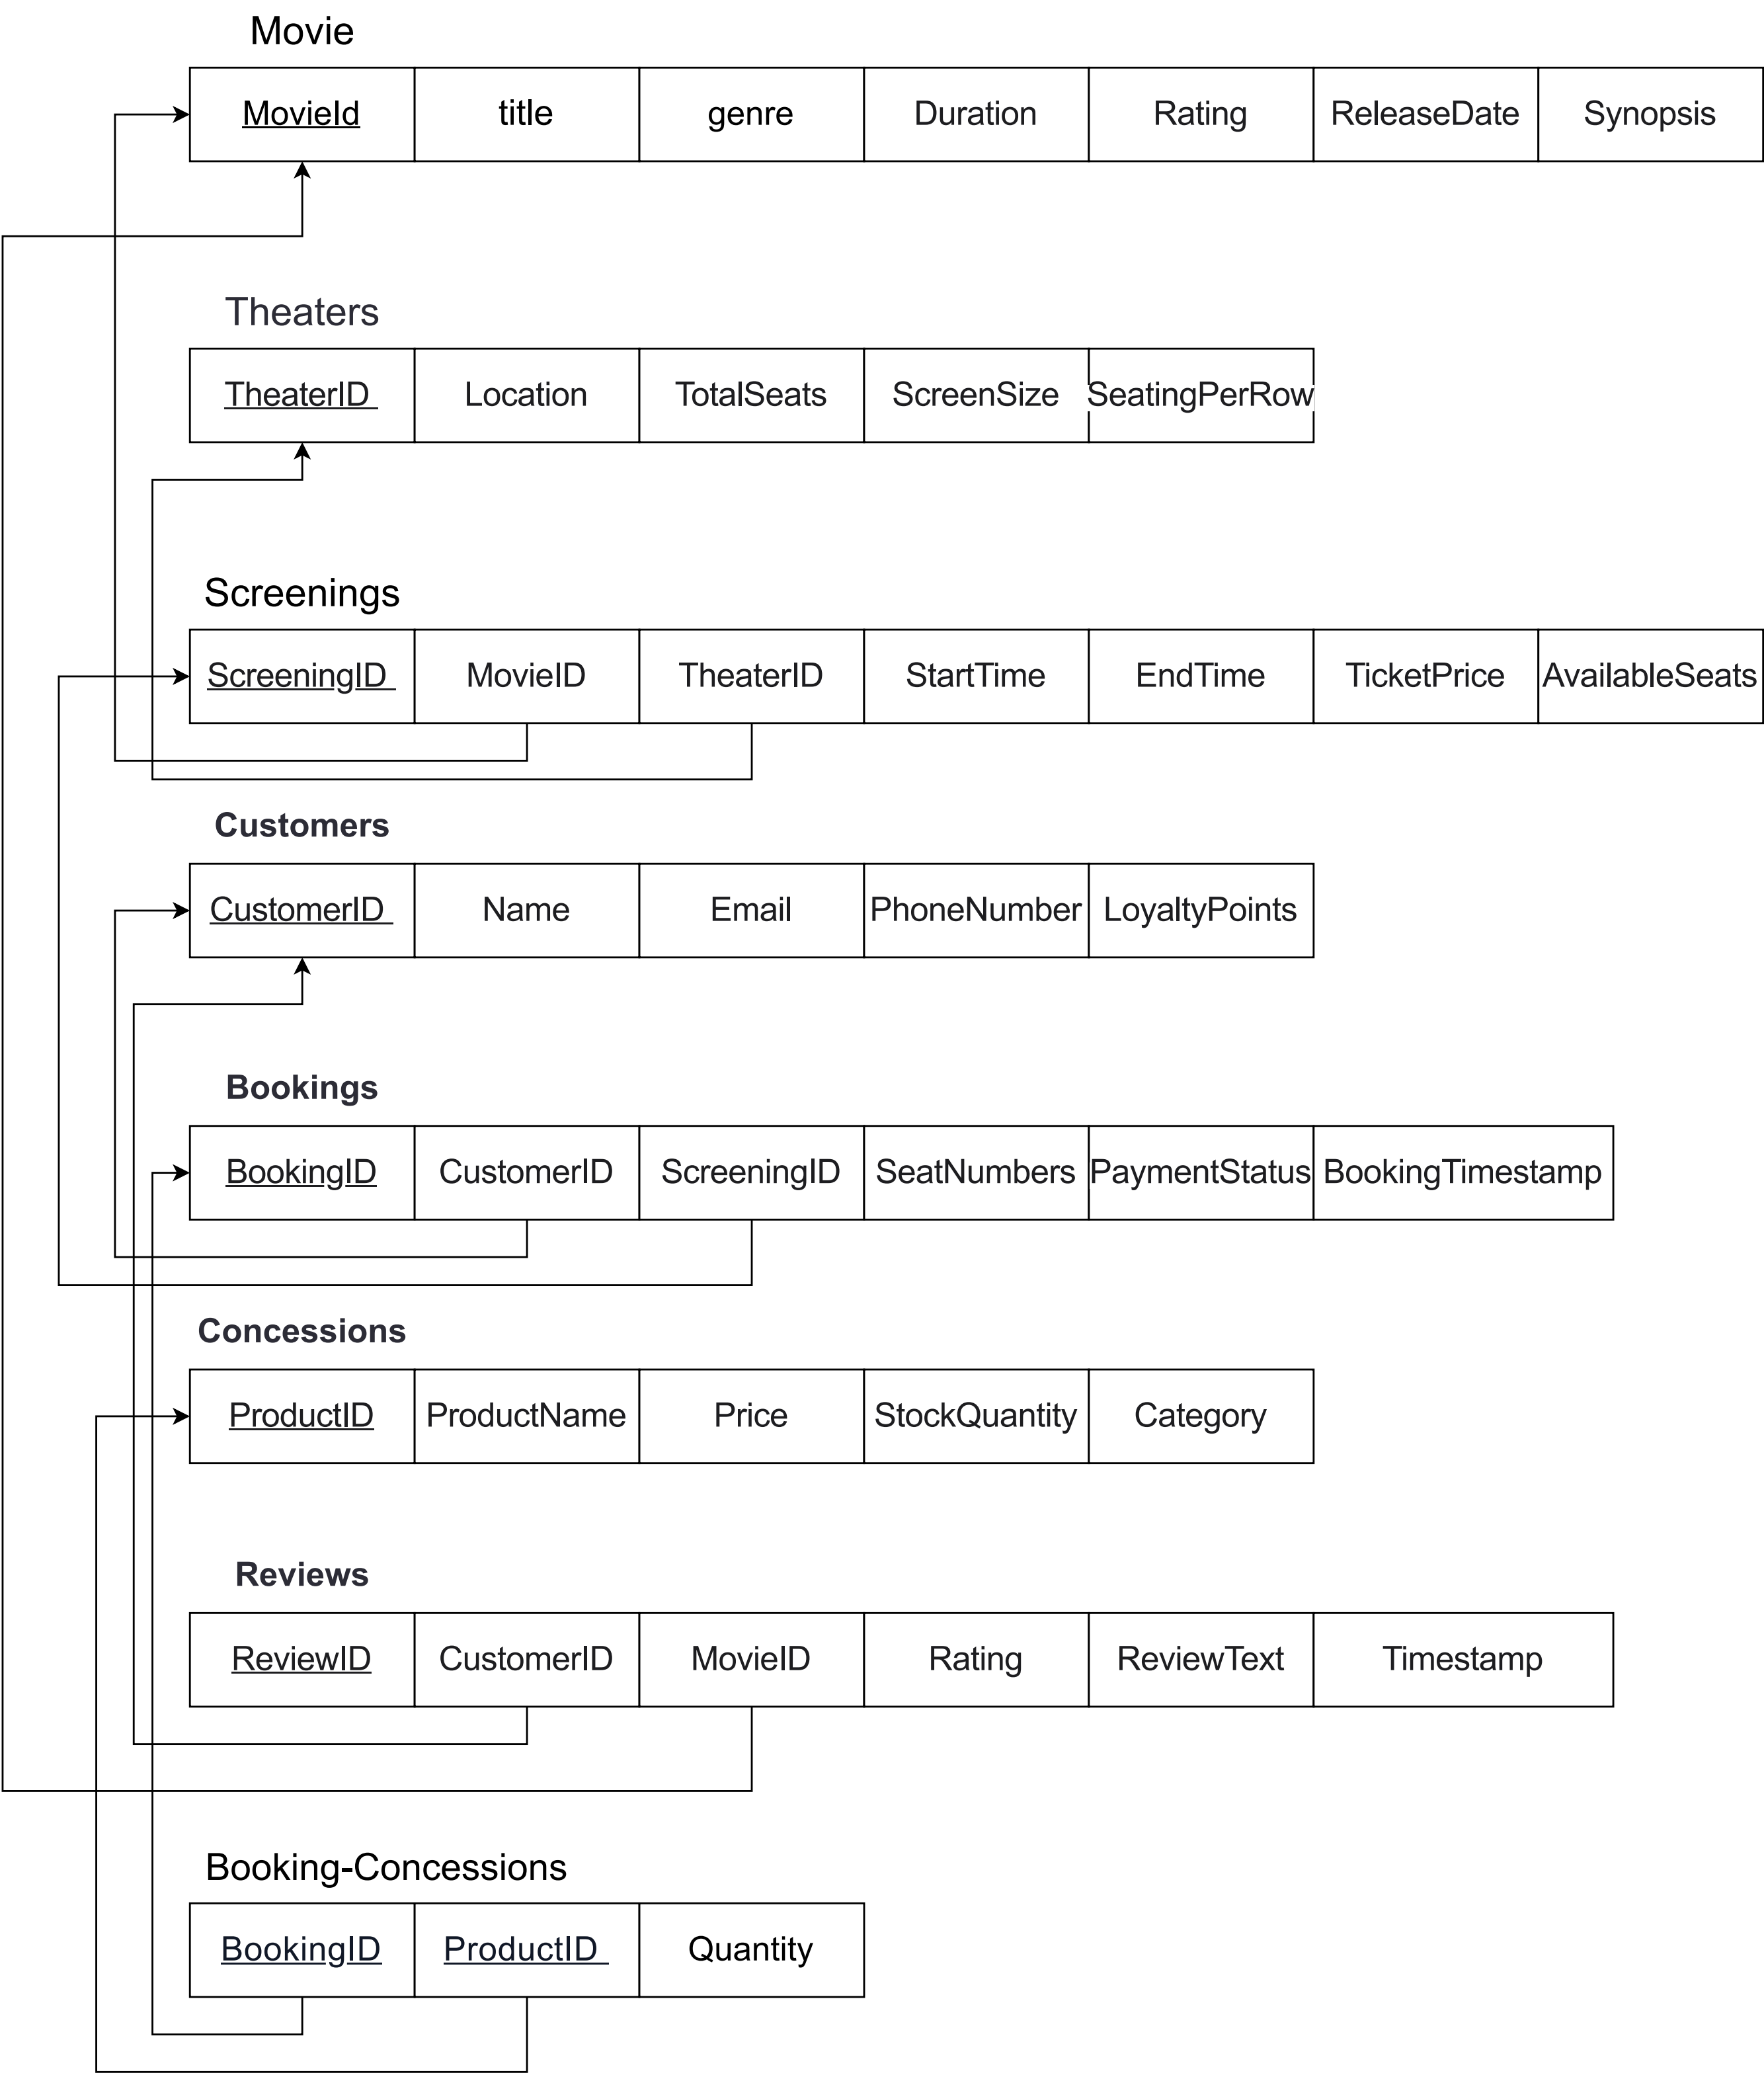 Movie
MovieId title genre Duration Rating ReleaseDate Synopsis
Theaters
TheaterID Location TotalSeats ScreenSize SeatingPerRow
Screenings
ScreeningID MovieID TheaterID StartTime EndTime TicketPrice AvailableSeats
Customers
CustomerID Name Email PhoneNumber LoyaltyPoints
Bookings
BookingID CustomerID ScreeningID SeatNumbers PaymentStatus BookingTimestamp
Concessions
ProductID ProductName Price StockQuantity Category
Reviews
ReviewID CustomerID MovieID Rating ReviewText Timestamp
Booking-Concessions
BookingID ProductID Quantity